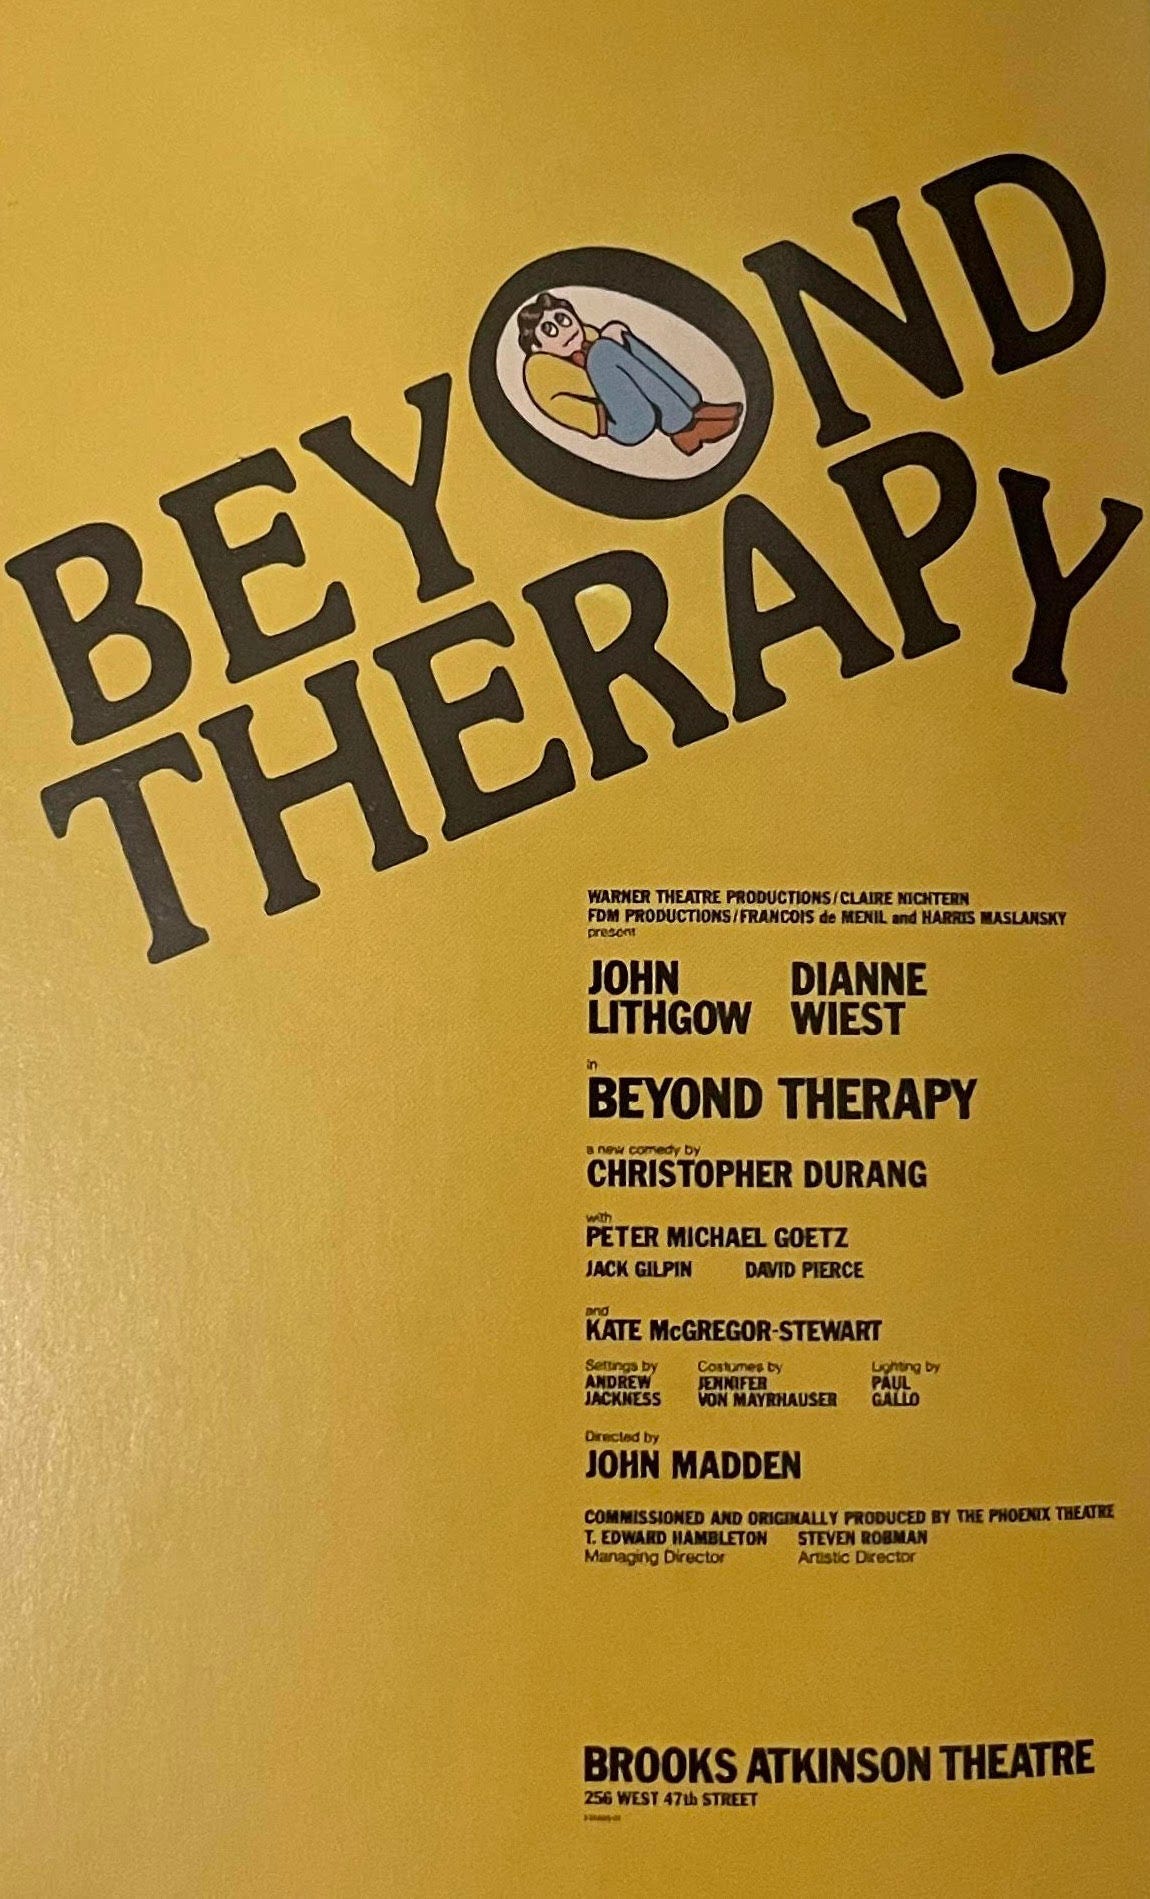 BEYOND
THERAPY
WARNER THEATRE PRODUCTIONS/CLAIRE NICHTERN
FDM PRODUCTIONS/FRANCOIS de MENIL and HARRIS MASLANSKY
present
JOHN DIANNE
LITHGOW WIEST
in
BEYOND THERAPY
a new comedy by
CHRISTOPHER DURANG
with
PETER MICHAEL GOETZ
JACK GILPIN DAVID PIERCE
and
KATE McGREGOR-STEWART
Settings by Costumes by Lighting by
ANDREW JENNIFER PAUL
JACKNESS VON MAYRHAUSER GALLO
Directed by
JOHN MADDEN
COMMISSIONED AND ORIGINALLY PRODUCED BY THE PHOENIX THEATRE
T. EDWARD HAMBLETON STEVEN ROBMAN
Managing Director Artistic Director
BROOKS ATKINSON THEATRE
256 WEST 47th STREET